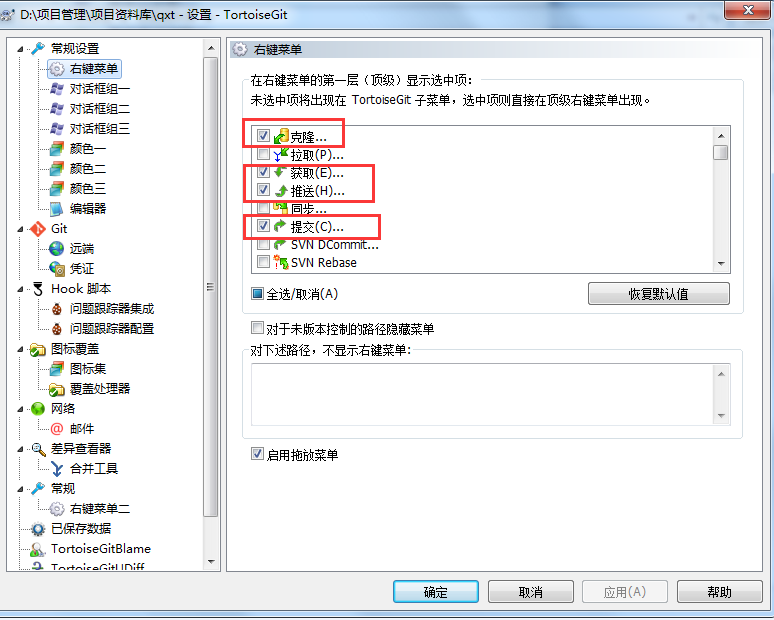 D:\项目管理\项目资料库\qxt - 设置 - TortoiseGit
常规设置
右键菜单
对话框组一
对话框组二
对话框组三
颜色一
颜色二
颜色三
编辑器
Git
远端
凭证
Hook 脚本
问题跟踪器集成
问题跟踪器配置
图标覆盖
图标集
覆盖处理器
网络
邮件
差异查看器
合并工具
常规
右键菜单二
已保存数据
TortoiseGitBlame
TortoiseGitUDiff
右键菜单
在右键菜单的第一层（顶级）显示选中项：
未选中项将出现在 TortoiseGit 子菜单，选中项则直接在顶级右键菜单出现。
克隆...
拉取(P)...
获取(E)...
推送(H)...
同步...
提交(C)...
SVN DCommit...
SVN Rebase
全选/取消(A)
恢复默认值
对于未版本控制的路径隐藏菜单
对下述路径，不显示右键菜单：
启用拖放菜单
确定
取消
应用(A)
帮助